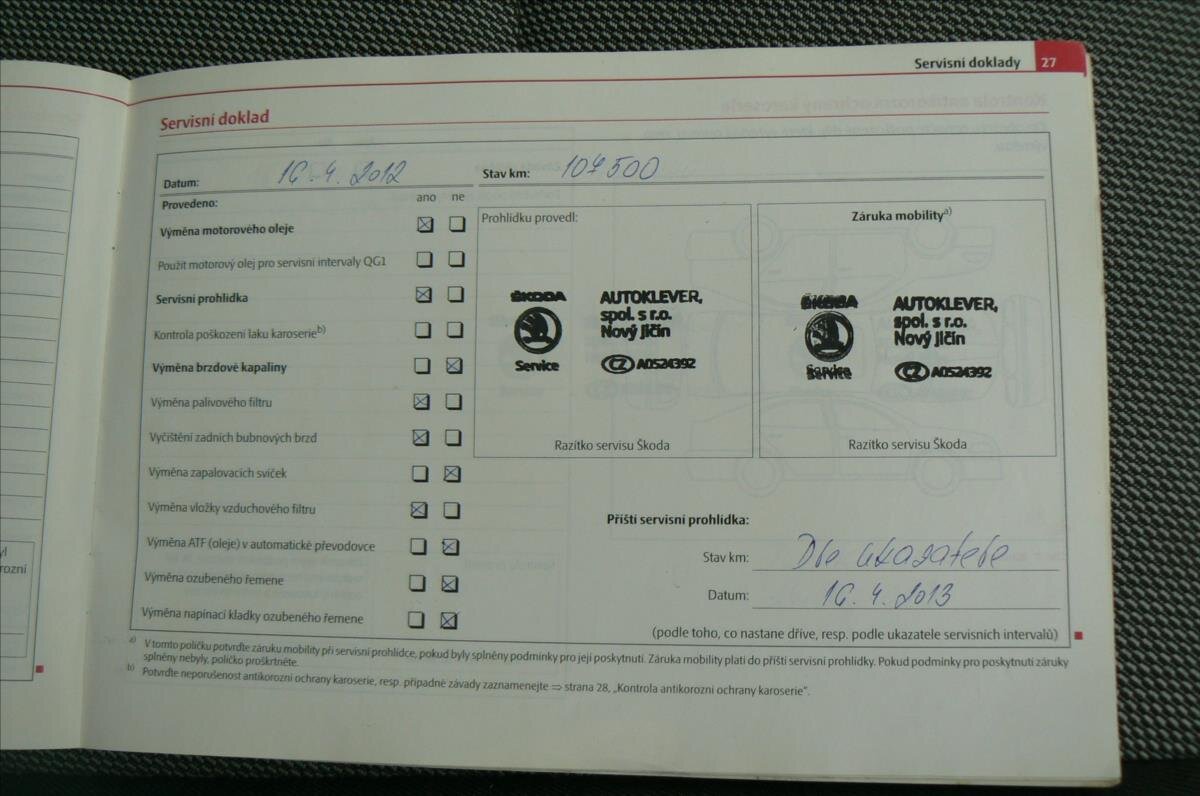 Servisní doklady 27
Servisní doklad
Datum: 16.4. 2012 Stav km: 107500
Provedeno: ano ne
Výměna motorového oleje
Použit motorový olej pro servisní intervaly QG1
Servisní prohlídka
Kontrola poškození laku karoserie b)
Výměna brzdové kapaliny
Výměna palivového filtru
Vyčištění zadních bubnových brzd
Výměna zapalovacích svíček
Výměna vložky vzduchového filtru
Výměna ATF (oleje) v automatické převodovce
Výměna ozubeného řemene
Výměna napínací kladky ozubeného řemene
Prohlídku provedl:
ŠKODA
Service
AUTOKLEVER,
spol. s r.o.
Nový Jičín
CZ A0524392
Razítko servisu Škoda
Záruka mobility a)
ŠKODA
Service
AUTOKLEVER,
spol. s r.o.
Nový Jičín
CZ A0524392
Razítko servisu Škoda
Příští servisní prohlídka:
Stav km: Dle ukazatele
Datum: 16. 4. 2013
(podle toho, co nastane dříve, resp. podle ukazatele servisních intervalů)
a) V tomto políčku potvrďte záruku mobility při servisní prohlídce, pokud byly splněny podmínky pro její poskytnutí. Záruka mobility platí do příští servisní prohlídky. Pokud podmínky pro poskytnutí záruky
splněny nebyly, políčko proškrtněte.
b) Potvrďte neporušenost antikorozní ochrany karoserie, resp. případné závady zaznamenejte ⇒ strana 28, „Kontrola antikorozní ochrany karoserie“.